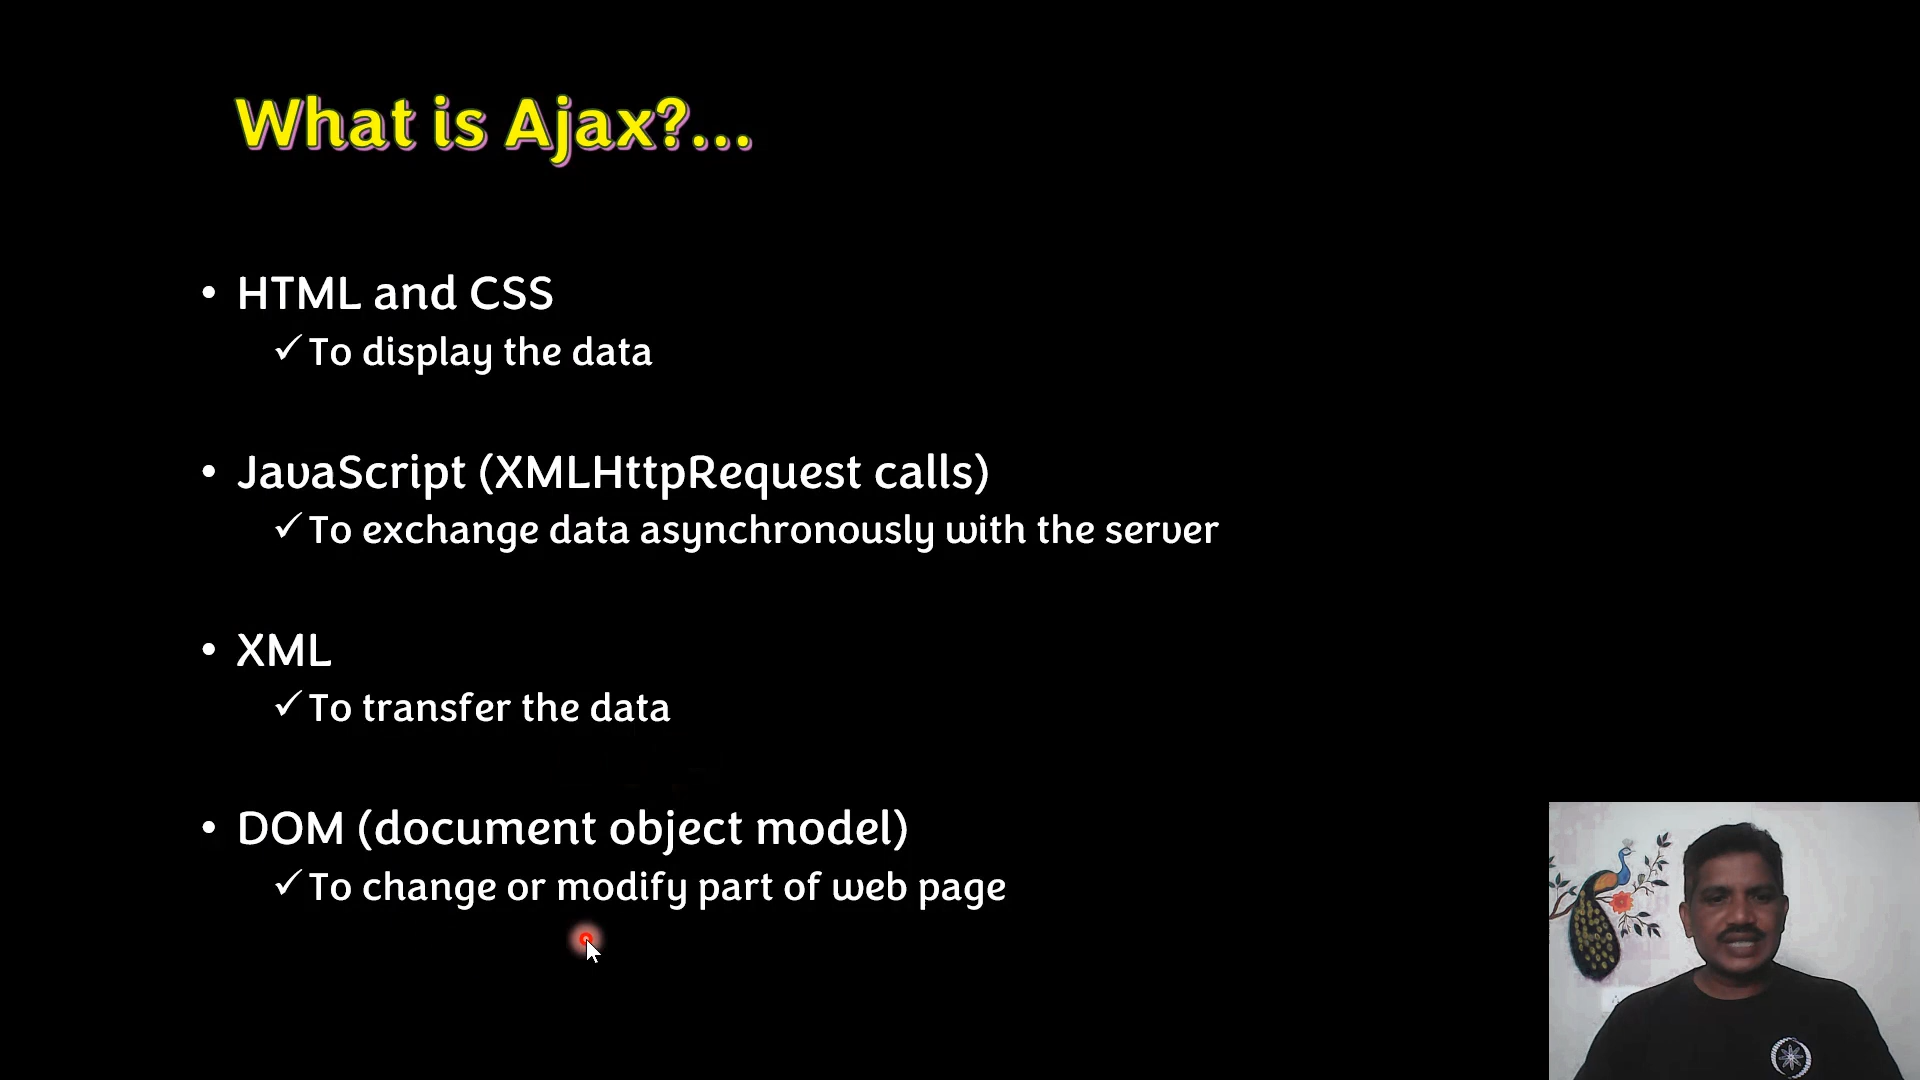 What is Ajax?...
• HTML and CSS
✓ To display the data
• JavaScript (XMLHttpRequest calls)
✓ To exchange data asynchronously with the server
• XML
✓ To transfer the data
• DOM (document object model)
✓ To change or modify part of web page